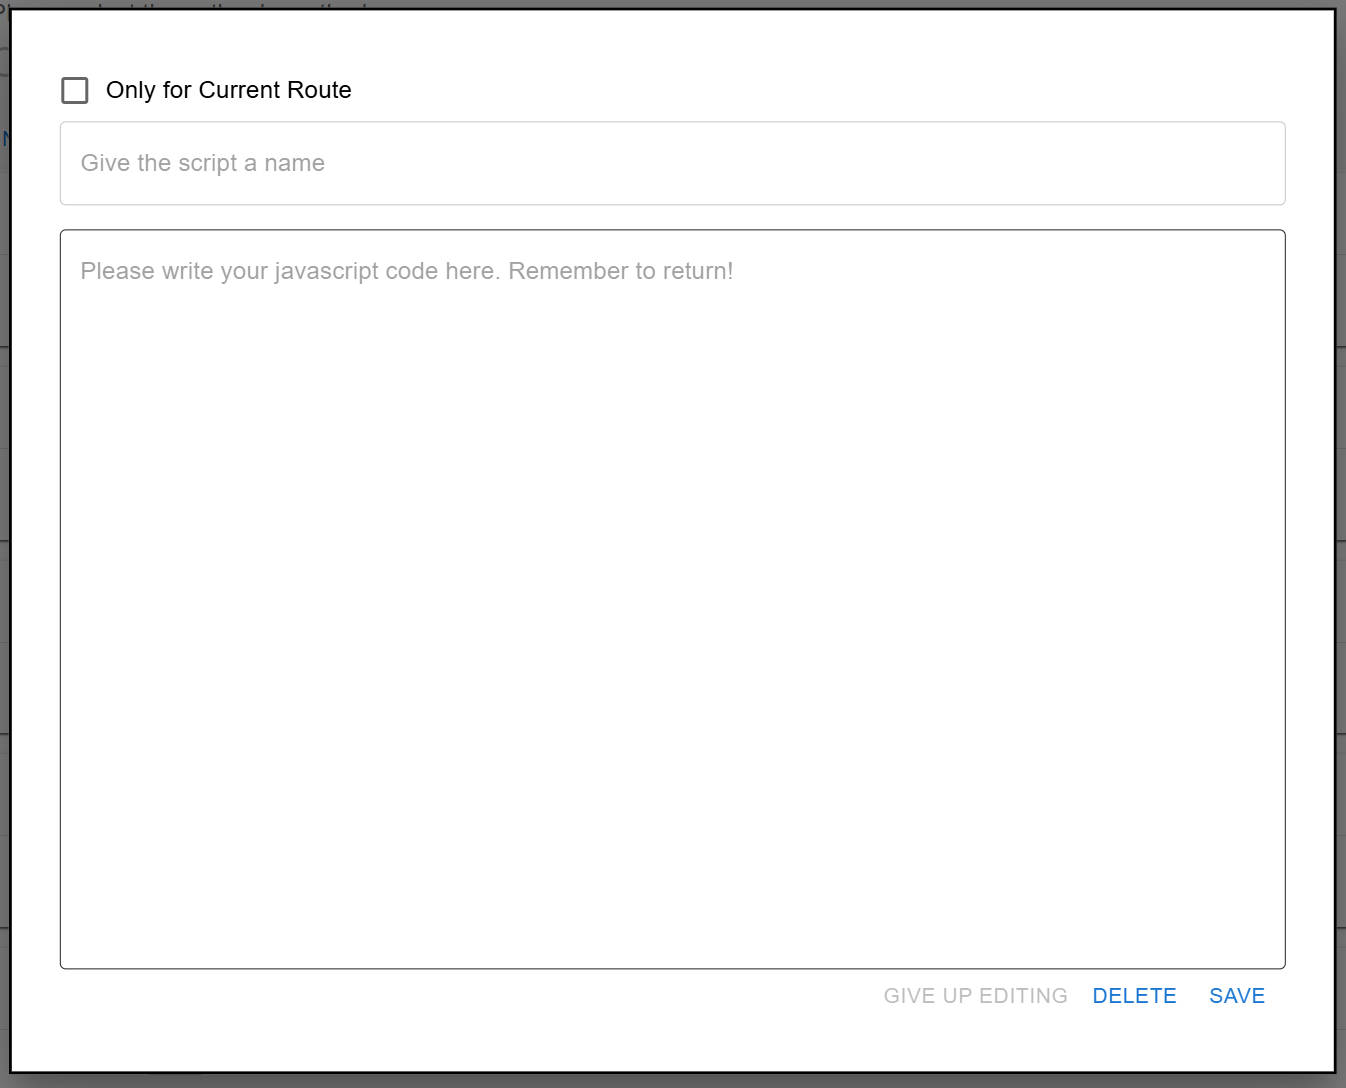 Only for Current Route
Give the script a name
Please write your javascript code here. Remember to return!
GIVE UP EDITING DELETE SAVE